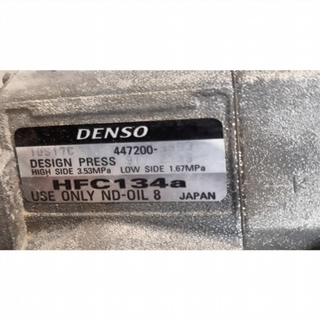 DENSO
10S17C 447200-
DESIGN PRESS
HIGH SIDE 3.53MPa LOW SIDE 1.67MPa
HFC134a
USE ONLY ND-OIL 8 JAPAN